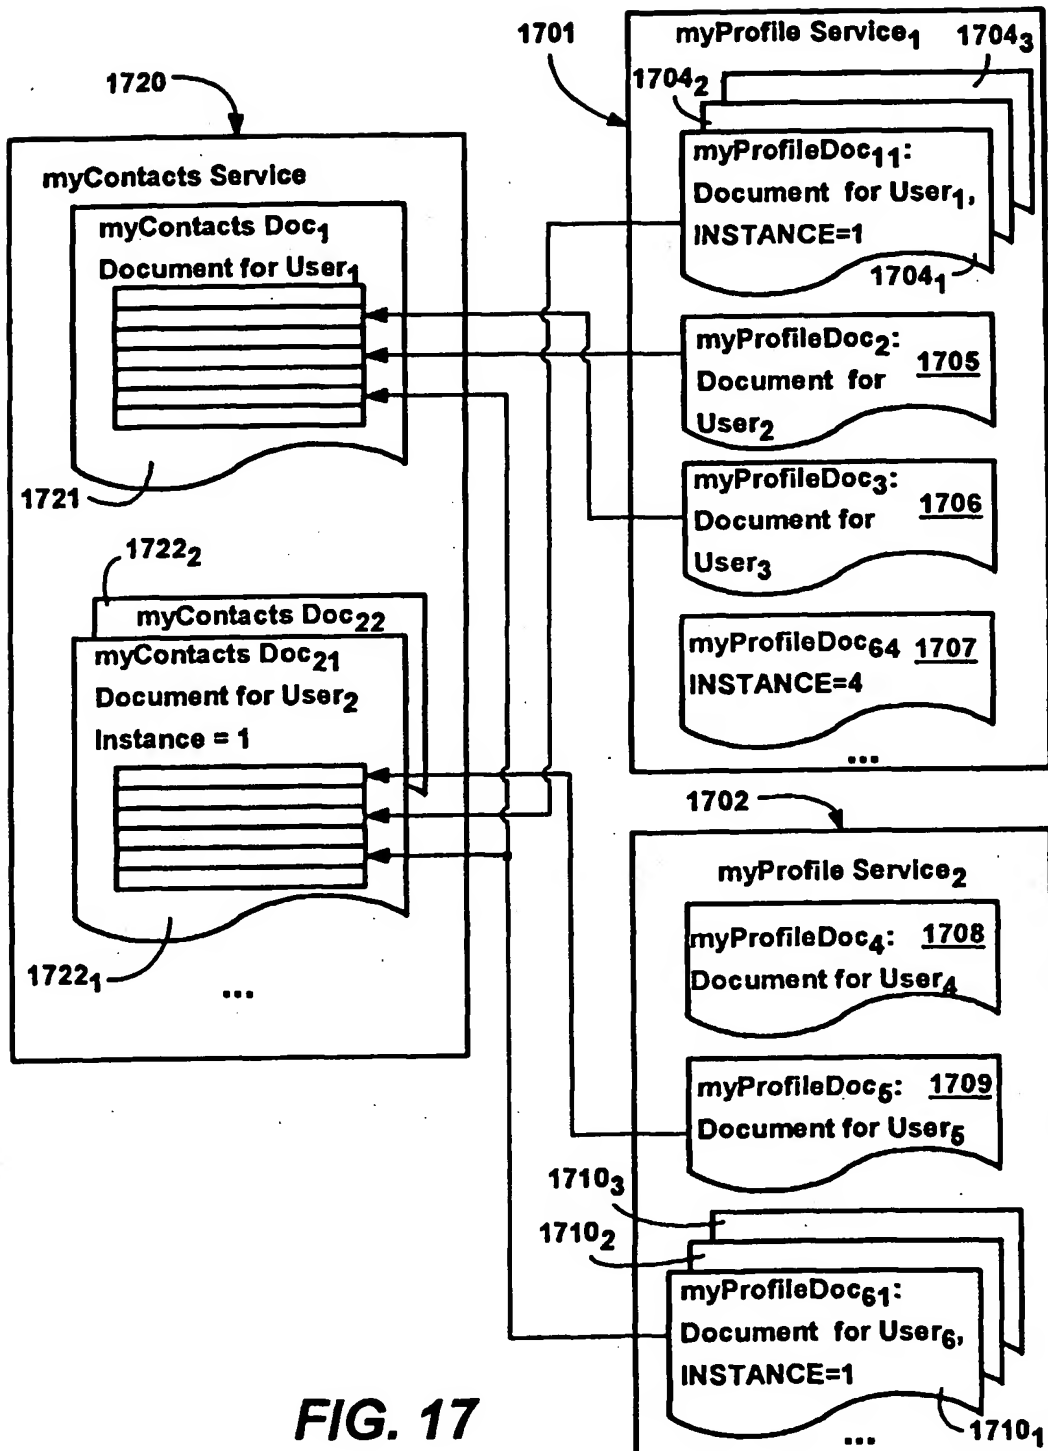 1720
myContacts Service
myContacts Doc1
Document for User1
1721
17222
myContacts Doc22
myContacts Doc21
Document for User2
Instance = 1
17221
...
1701
myProfile Service1
17043
17042
myProfileDoc11:
Document for User1,
INSTANCE=1
17041
myProfileDoc2:
1705
Document for
User2
myProfileDoc3:
1706
Document for
User3
myProfileDoc64
1707
INSTANCE=4
...
1702
myProfile Service2
myProfileDoc4:
1708
Document for User4
myProfileDoc5:
1709
Document for User5
17103
17102
myProfileDoc61:
Document for User6,
INSTANCE=1
17101
...
FIG. 17